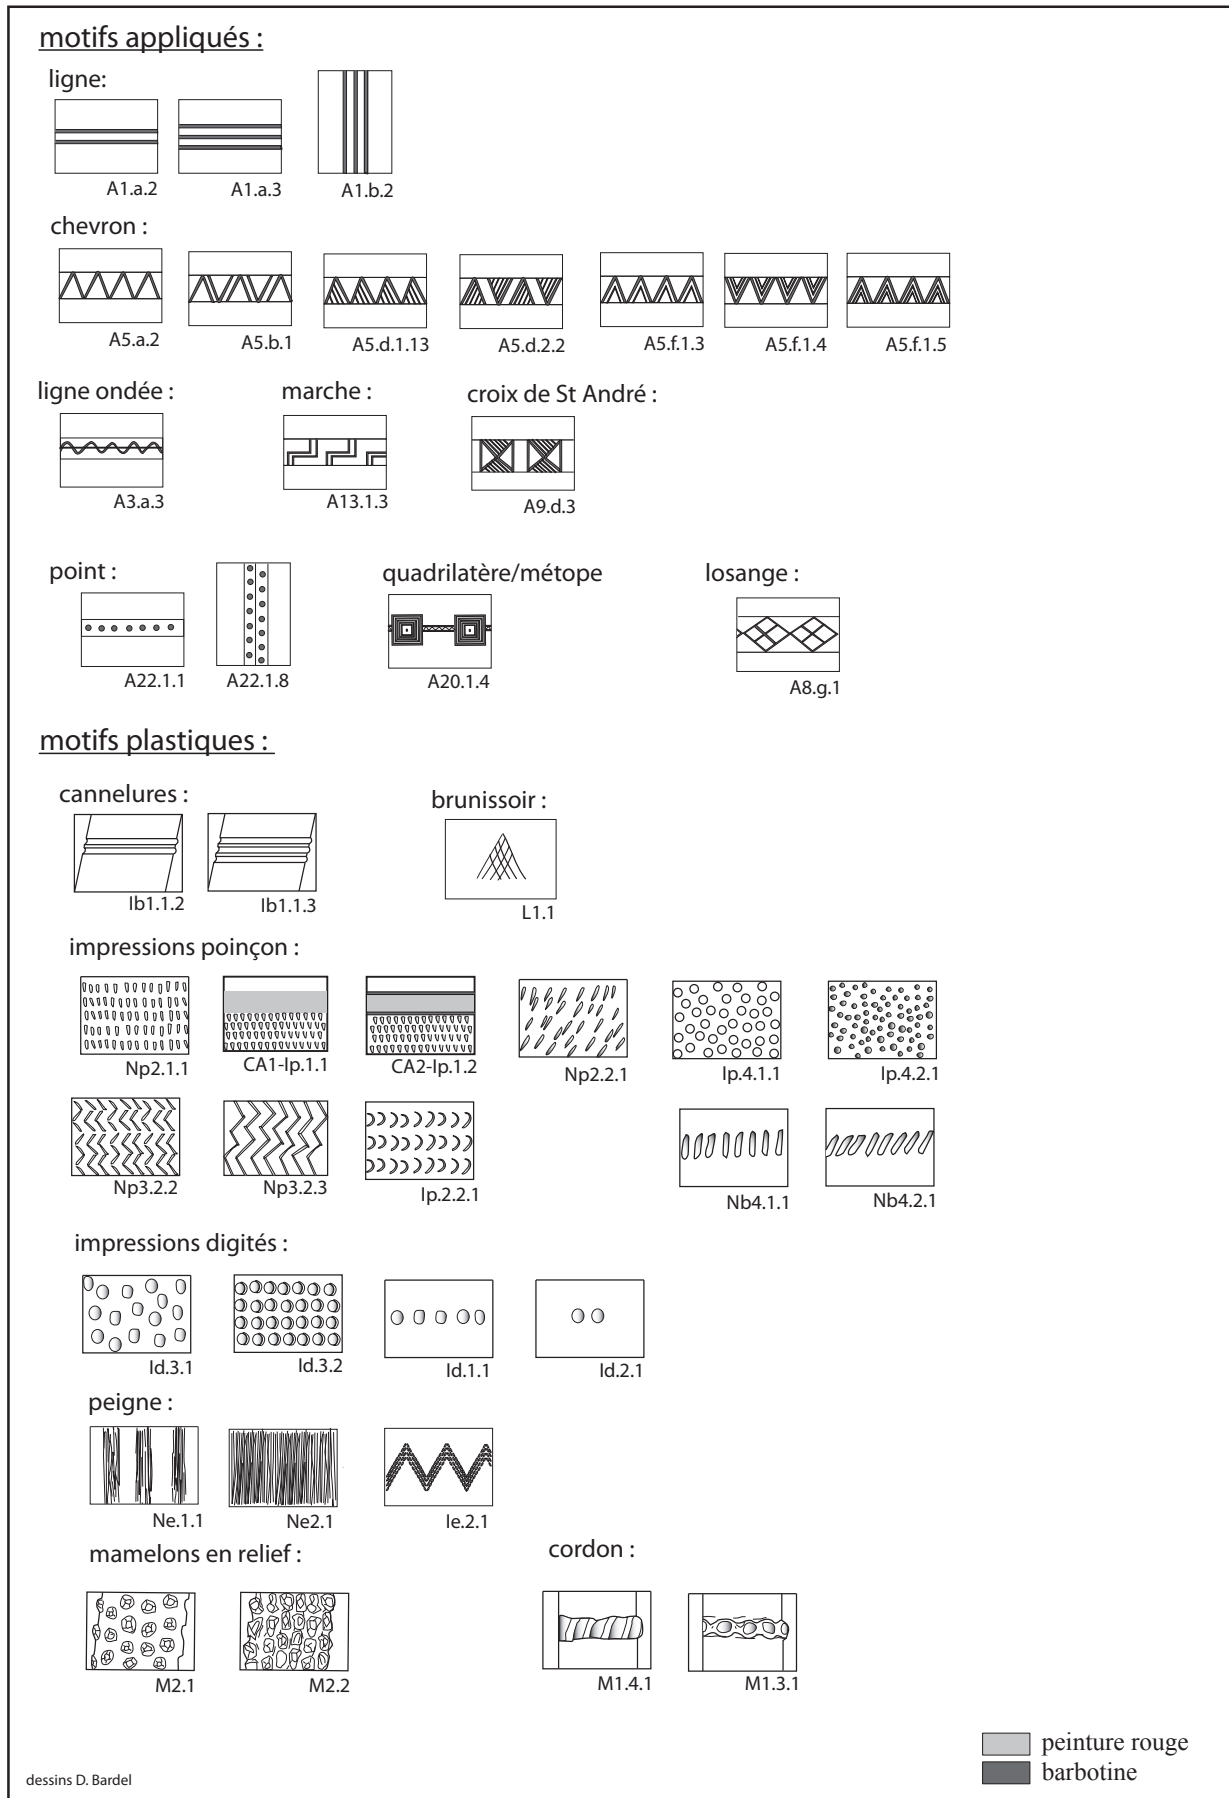 motifs appliqués :
ligne:
A1.a.2 A1.a.3 A1.b.2
chevron :
A5.a.2 A5.b.1 A5.d.1.13 A5.d.2.2 A5.f.1.3 A5.f.1.4 A5.f.1.5
ligne ondée : marche : croix de St André :
A3.a.3 A13.1.3 A9.d.3
point : quadrilatère/métope losange :
A22.1.1 A22.1.8 A20.1.4 A8.g.1
motifs plastiques :
cannelures : brunissoir :
Ib1.1.2 Ib1.1.3 L1.1
impressions poinçon :
Np2.1.1 CA1-Ip.1.1 CA2-Ip.1.2 Np2.2.1 Ip.4.1.1 Ip.4.2.1
Np3.2.2 Np3.2.3 Ip.2.2.1 Nb4.1.1 Nb4.2.1
impressions digités :
Id.3.1 Id.3.2 Id.1.1 Id.2.1
peigne :
Ne.1.1 Ne2.1 Ie.2.1
mamelons en relief : cordon :
M2.1 M2.2 M1.4.1 M1.3.1
peinture rouge
barbotine
dessins D. Bardel